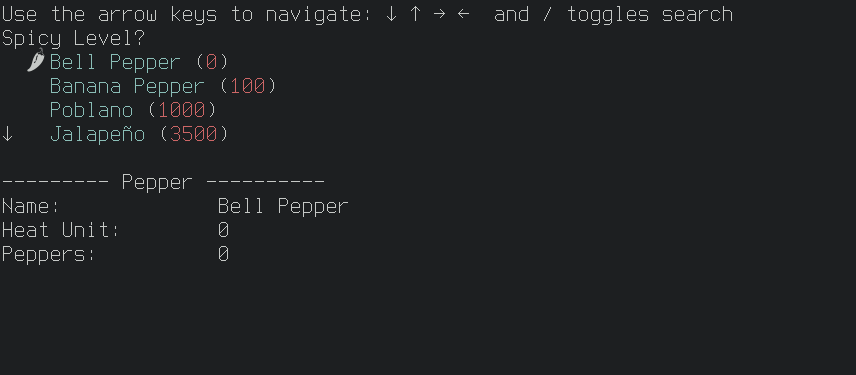 Use the arrow keys to navigate: ↓ ↑ → ←  and / toggles search
Spicy Level?
🌶 Bell Pepper (0)
Banana Pepper (100)
Poblano (1000)
↓   Jalapeño (3500)
--------- Pepper ----------
Name:             Bell Pepper
Heat Unit:        0
Peppers:          0